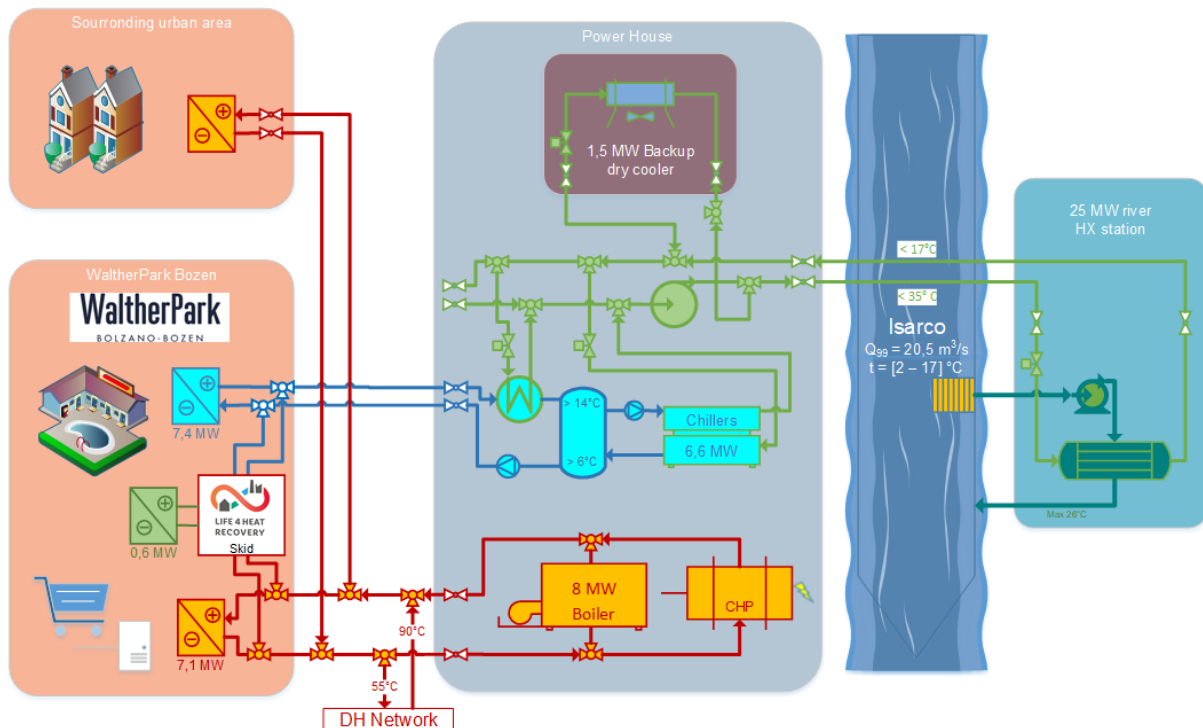 Sourronding urban area
Power House
1,5 MW Backup
dry cooler
25 MW river
HX station
< 17°C
< 35° C
Isarco
Q99 = 20,5 m³/s
t = [2 – 17] °C
WaltherPark Bozen
WaltherPark
BOLZANO-BOZEN
7,4 MW
> 14°C
> 6°C
Chillers
6,6 MW
Max 26°C
LIFE 4 HEAT
RECOVERY
Skid
0,6 MW
8 MW
Boiler
CHP
7,1 MW
90°C
55°C
DH Network